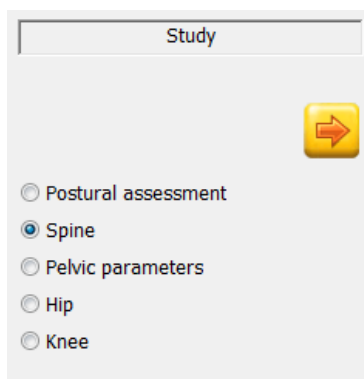 Study
Postural assessment
Spine
Pelvic parameters
Hip
Knee